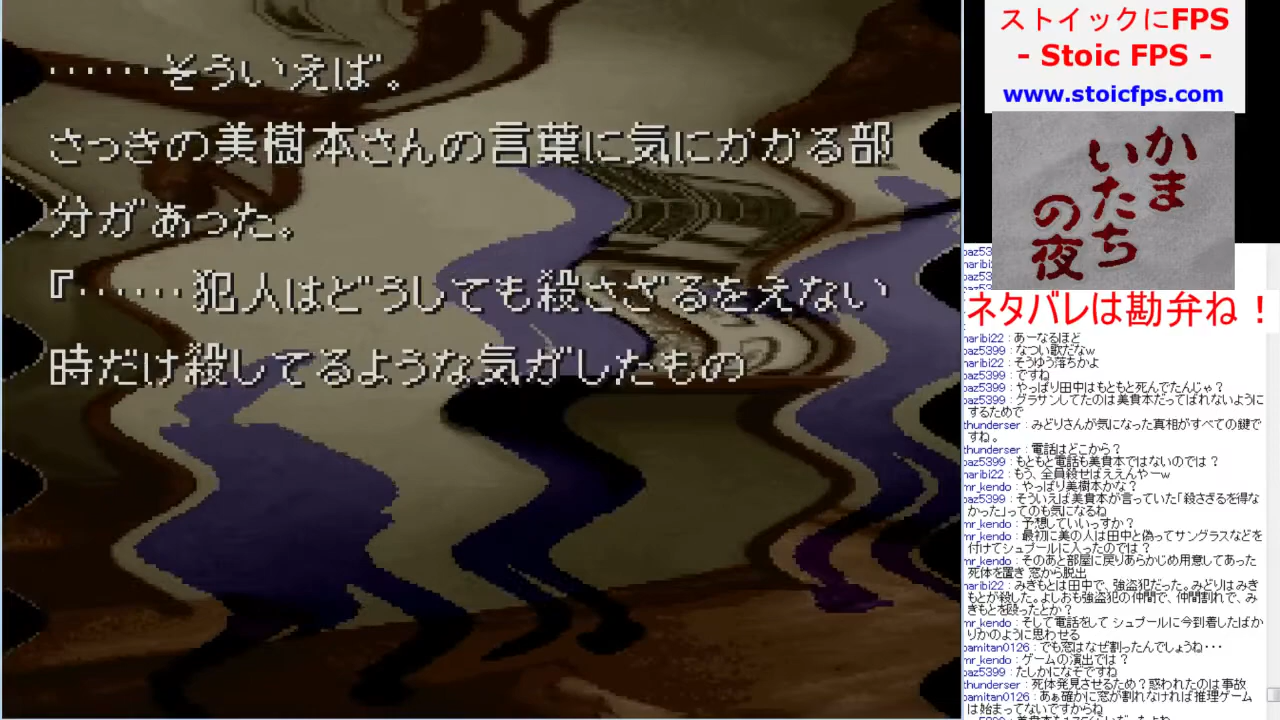 ……そういえば。
さっきの美樹本さんの言葉に気にかかる部
分があった。
『……犯人はどうしても殺さざるをえない
時だけ殺してるような気がしたもの
ストイックにFPS
- Stoic FPS -
www.stoicfps.com
かま
いたち
の夜
ネタバレは勘弁ね！
naribi22：あーなるほど
paz5399：なつい歌だなw
naribi22：そうゆう落ちかよ
paz5399：ですね
paz5399：やっぱり田中はもともと死んでたんじゃ？
paz5399：グラサンしてたのは美貴本だってばれないように
するためで
thunderser：みどりさんが気になった真相がすべての鍵で
すね。
thunderser：電話はどこから？
paz5399：もともと電話も美貴本ではないのでは？
naribi22：もう、全員殺せばええんやーw
mr_kendo：やっぱり美樹本かな？
paz5399：そういえば美貴本が言っていた「殺さざるを得な
かった」ってのも気になるね
mr_kendo：予想していいっすか？
mr_kendo：最初に美の人は田中と偽ってサングラスなどを
付けてシュプールに入ったのでは？
mr_kendo：そのあと部屋に戻りあらかじめ用意してあった
死体を置き 窓から脱出
naribi22：みきもとは田中で、強盗犯だった。みどりはみき
もとが殺した。よしおも強盗犯の仲間で、仲間割れで、み
きもとを殴ったとか？
mr_kendo：そして電話をして シュプールに今到着したばか
りかのように思わせる
pamitan0126：でも窓はなぜ割ったんでしょうね・・・
mr_kendo：ゲームの演出では？
paz5399：たしかになぞですね
thunderser：死体発見させるため？惑われたのは事故
pamitan0126：あぁ確かに窓が割れなければ推理ゲーム
は始まってないですからね